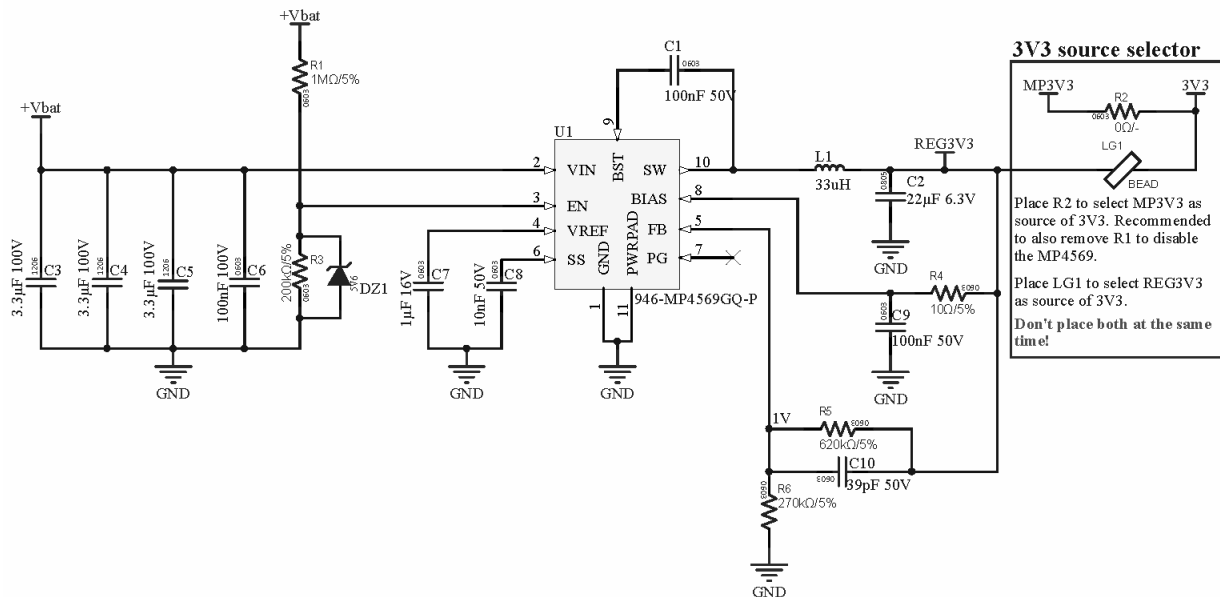 +Vbat
R1
1MΩ/5%
0603
+Vbat
C1
0603
100nF 50V
3V3 source selector
MP3V3
3V3
R2
0603
0Ω/-
LG1
BEAD
Place R2 to select MP3V3 as
source of 3V3. Recommended
to also remove R1 to disable
the MP4569.
Place LG1 to select REG3V3
as source of 3V3.
Don't place both at the same
time!
U1
9
BST
2
VIN
3
EN
4
VREF
6
SS
SW
10
BIAS
8
FB
5
PG
7
GND
PWRPAD
1
11
946-MP4569GQ-P
L1
33uH
REG3V3
0805
C2
22µF 6.3V
GND
1206
C3
3.3µF 100V
1206
C4
3.3µF 100V
1206
C5
3.3µF 100V
0603
C6
100nF 100V
R3
200kΩ/5%
0603
5V6
DZ1
GND
0603
C7
1µF 16V
0603
C8
10nF 50V
GND
GND
R4
0603
10Ω/5%
0603
C9
100nF 50V
GND
1V
R5
0603
620kΩ/5%
C10
0603
39pF 50V
0603
R6
270kΩ/5%
GND